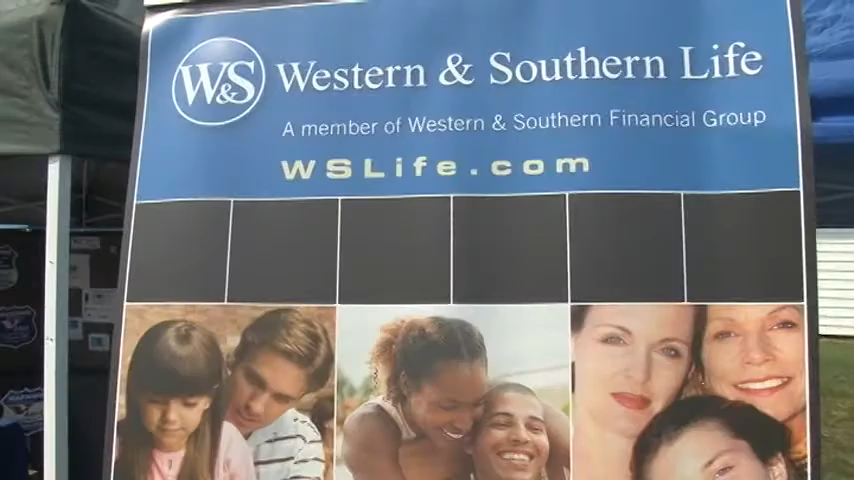 W&S Western & Southern Life
A member of Western & Southern Financial Group
WSLife.com